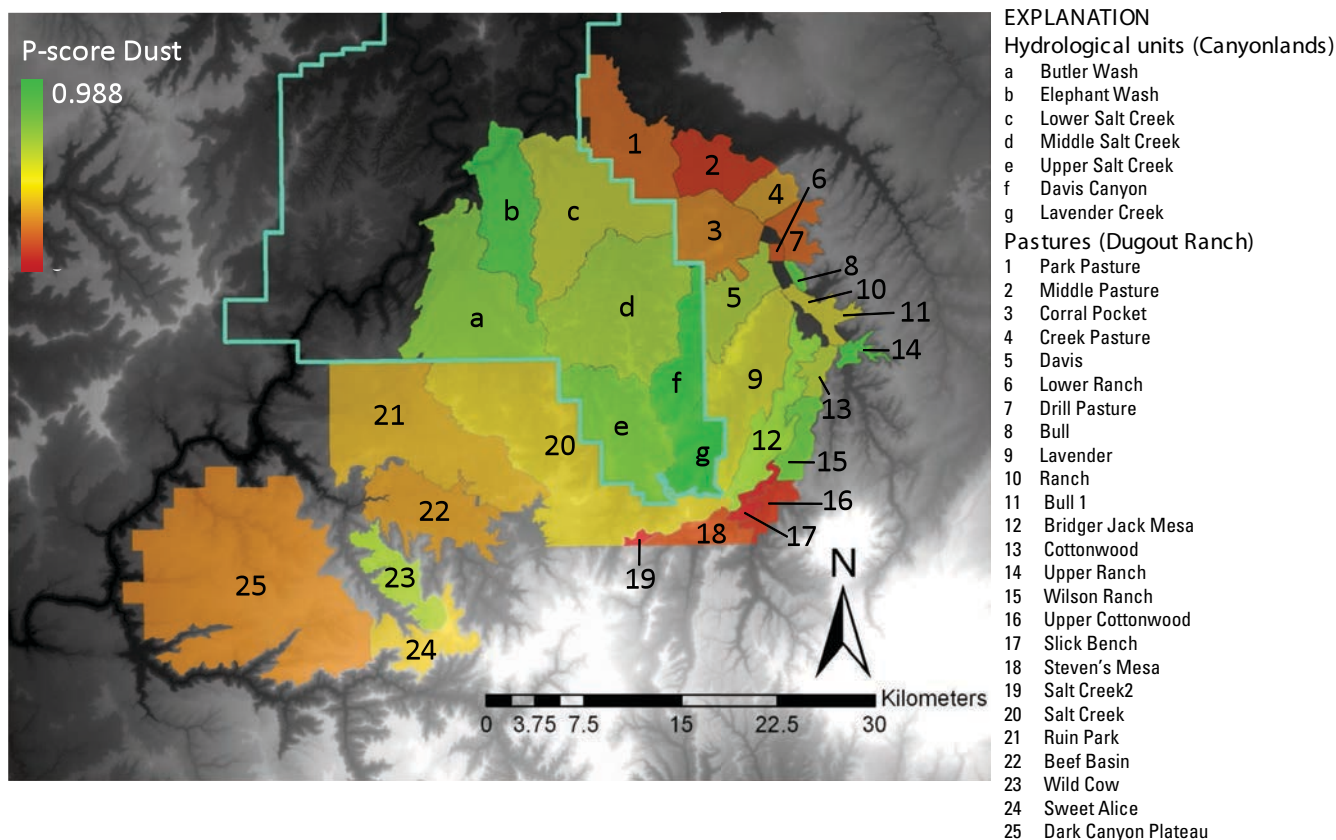 P-score Dust
0.988
1
2
6
4
b
c
3
7
8
5
10
d
11
a
14
f
9
13
21
e
12
20
g
15
16
22
18
17
N
23
19
25
24
Kilometers
0 3.75 7.5 15 22.5 30
EXPLANATION
Hydrological units (Canyonlands)
a Butler Wash
b Elephant Wash
c Lower Salt Creek
d Middle Salt Creek
e Upper Salt Creek
f Davis Canyon
g Lavender Creek
Pastures (Dugout Ranch)
1 Park Pasture
2 Middle Pasture
3 Corral Pocket
4 Creek Pasture
5 Davis
6 Lower Ranch
7 Drill Pasture
8 Bull
9 Lavender
10 Ranch
11 Bull 1
12 Bridger Jack Mesa
13 Cottonwood
14 Upper Ranch
15 Wilson Ranch
16 Upper Cottonwood
17 Slick Bench
18 Steven's Mesa
19 Salt Creek2
20 Salt Creek
21 Ruin Park
22 Beef Basin
23 Wild Cow
24 Sweet Alice
25 Dark Canyon Plateau